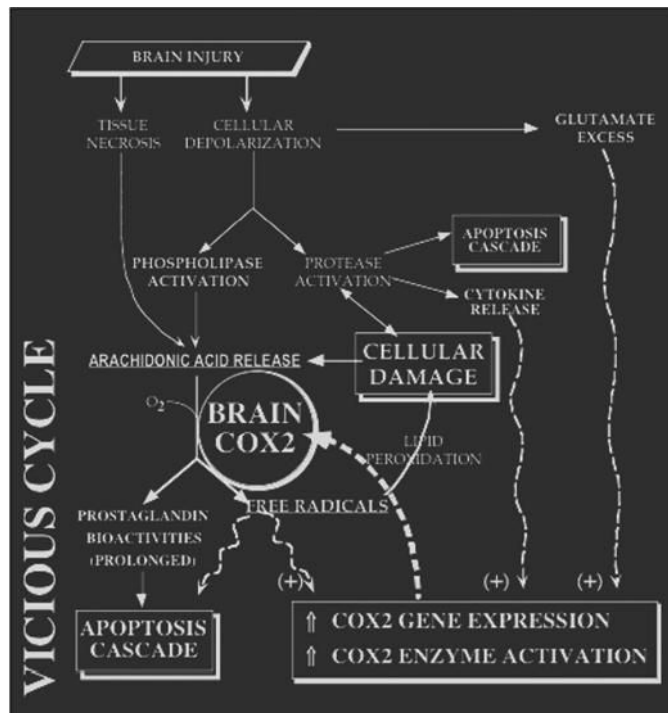 BRAIN INJURY
TISSUE
NECROSIS
CELLULAR
DEPOLARIZATION
GLUTAMATE
EXCESS
PHOSPHOLIPASE
ACTIVATION
PROTEASE
ACTIVATION
APOPTOSIS
CASCADE
CYTOKINE
RELEASE
ARACHIDONIC ACID RELEASE
CELLULAR
DAMAGE
O2
BRAIN
COX2
LIPID
PEROXIDATION
FREE RADICALS
PROSTAGLANDIN
BIOACTIVITIES
(PROLONGED)
(+)
(+)
(+)
APOPTOSIS
CASCADE
⇑ COX2 GENE EXPRESSION
⇑ COX2 ENZYME ACTIVATION
VICIOUS CYCLE